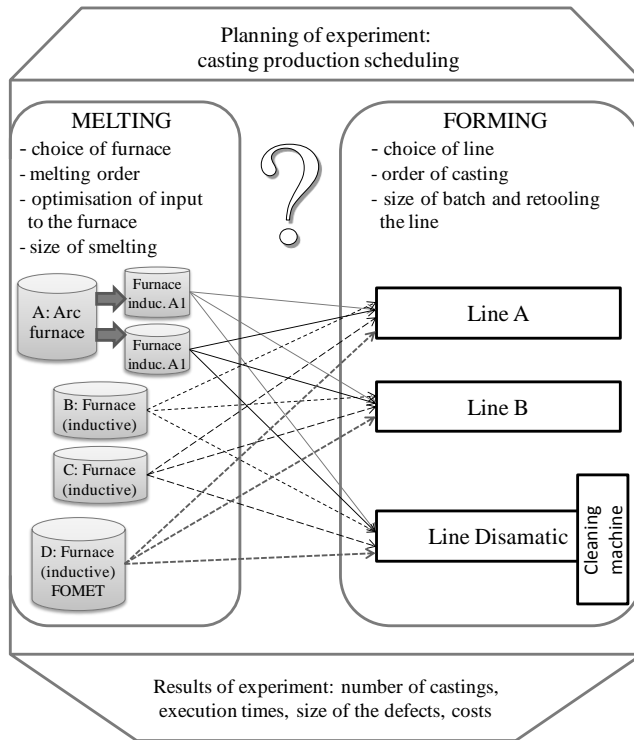 Planning of experiment:
casting production scheduling
MELTING
- choice of furnace
- melting order
- optimisation of input
to the furnace
- size of smelting
A: Arc
furnace
Furnace
induc. A1
Furnace
induc. A1
B: Furnace
(inductive)
C: Furnace
(inductive)
D: Furnace
(inductive)
FOMET
?
FORMING
- choice of line
- order of casting
- size of batch and retooling
the line
Line A
Line B
Line Disamatic
Cleaning
machine
Results of experiment: number of castings,
execution times, size of the defects, costs